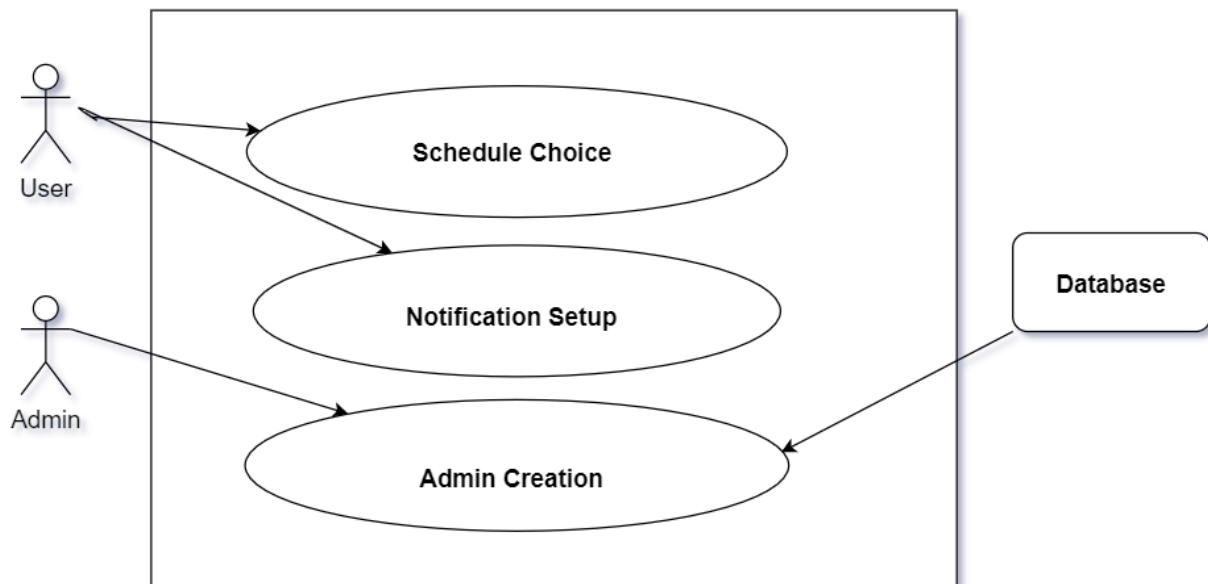 User
Schedule Choice
Notification Setup
Database
Admin
Admin Creation